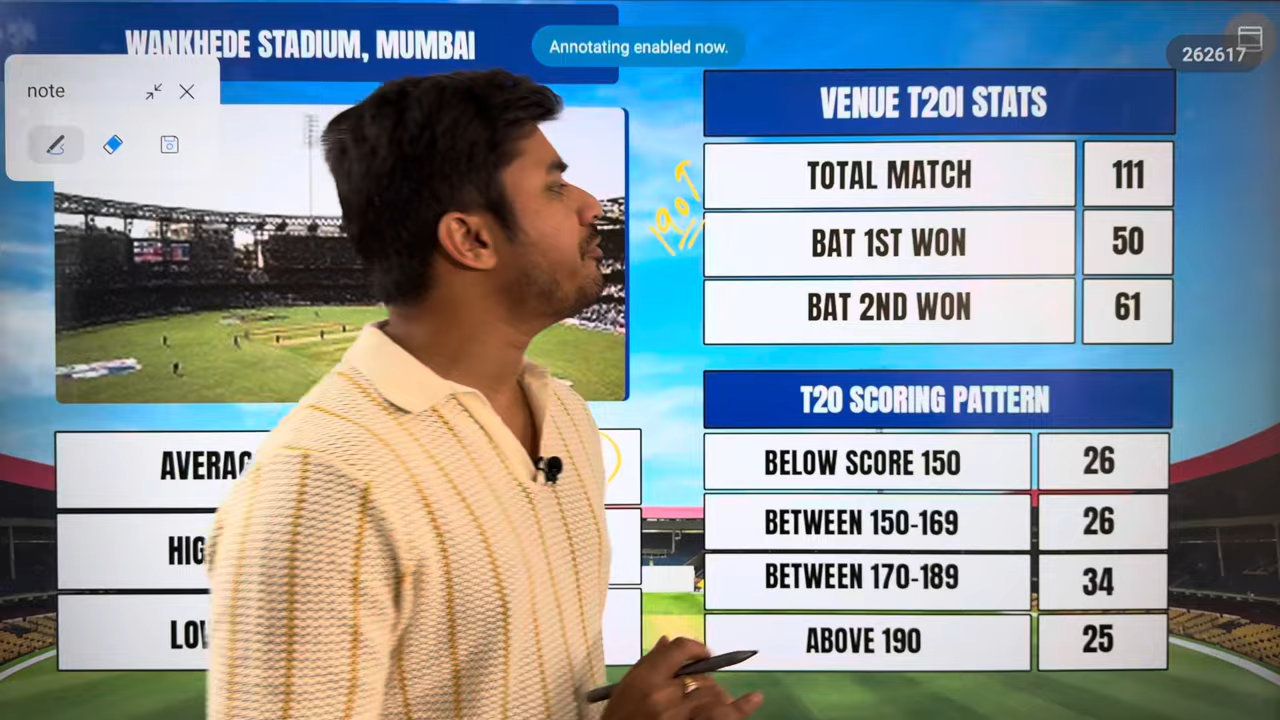 WANKHEDE STADIUM, MUMBAI
Annotating enabled now.
262617
note
VENUE T20I STATS
TOTAL MATCH 111
BAT 1ST WON 50
BAT 2ND WON 61
190↑
T20 SCORING PATTERN
BELOW SCORE 150 26
BETWEEN 150-169 26
BETWEEN 170-189 34
ABOVE 190 25
AVERAG
HIG
LOW